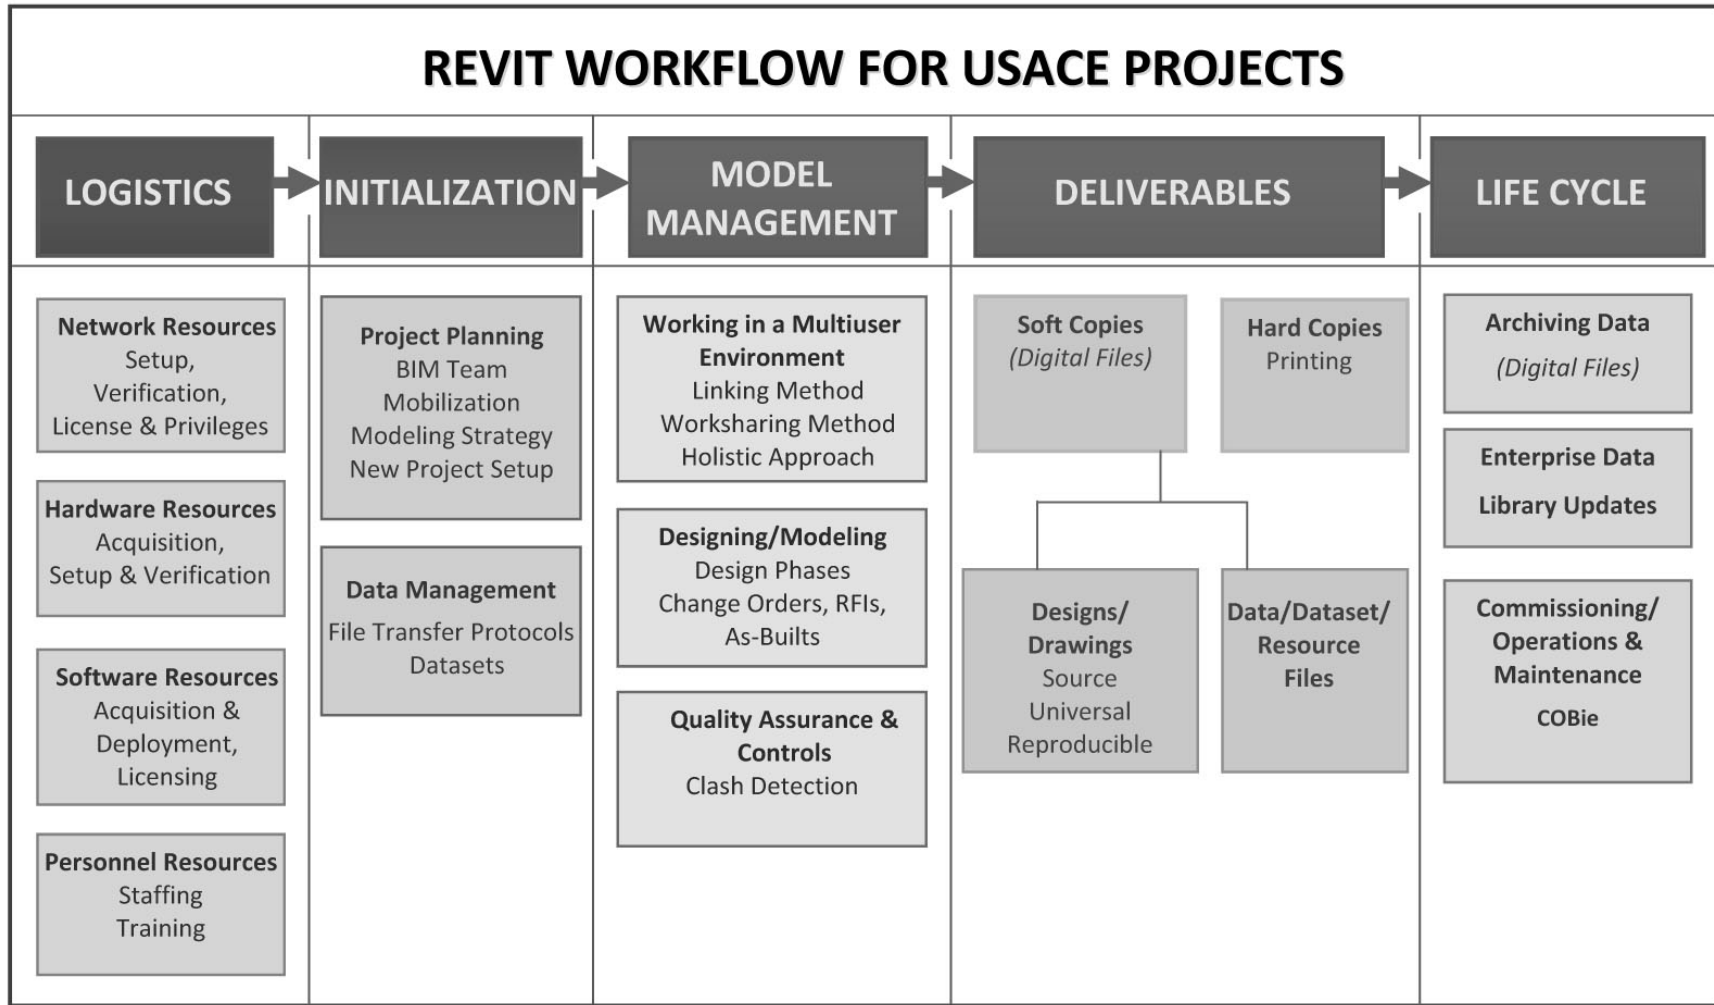 REVIT WORKFLOW FOR USACE PROJECTS
LOGISTICS
INITIALIZATION
MODEL
MANAGEMENT
DELIVERABLES
LIFE CYCLE
Network Resources
Setup,
Verification,
License & Privileges
Hardware Resources
Acquisition,
Setup & Verification
Software Resources
Acquisition &
Deployment,
Licensing
Personnel Resources
Staffing
Training
Project Planning
BIM Team
Mobilization
Modeling Strategy
New Project Setup
Data Management
File Transfer Protocols
Datasets
Working in a Multiuser
Environment
Linking Method
Worksharing Method
Holistic Approach
Designing/Modeling
Design Phases
Change Orders, RFIs,
As-Builts
Quality Assurance &
Controls
Clash Detection
Soft Copies
(Digital Files)
Hard Copies
Printing
Designs/
Drawings
Source
Universal
Reproducible
Data/Dataset/
Resource
Files
Archiving Data
(Digital Files)
Enterprise Data
Library Updates
Commissioning/
Operations &
Maintenance
COBie